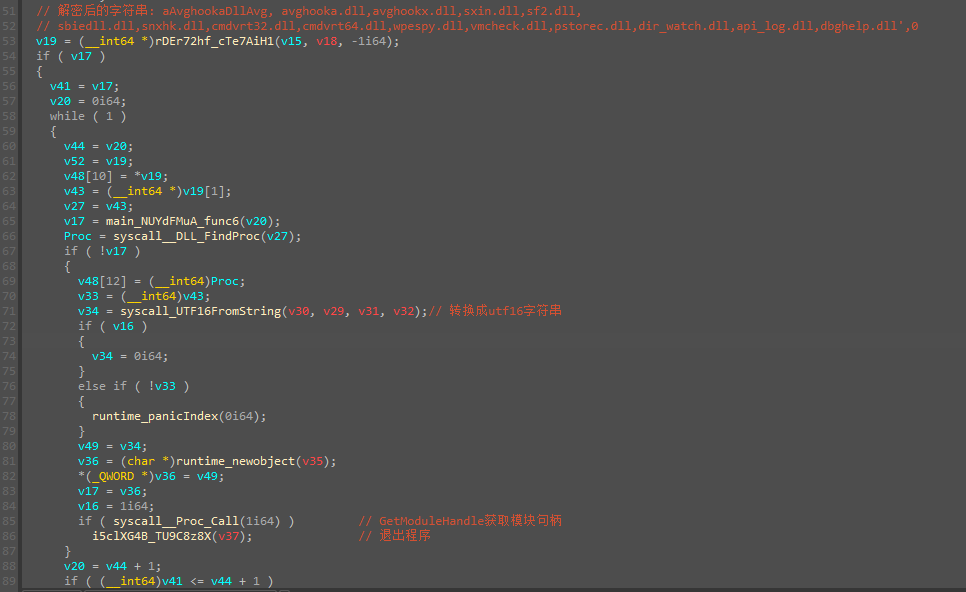 51 // 解密后的字符串: aAvghookaDllAvg, avghooka.dll,avghookx.dll,sxin.dll,sf2.dll,
52 // sbiedll.dll,snxhk.dll,cmdvrt32.dll,cmdvrt64.dll,wpespy.dll,vmcheck.dll,pstorec.dll,dir_watch.dll,api_log.dll,dbghelp.dll',0
53 v19 = (__int64 *)rDEr72hf_cTe7AiH1(v15, v18, -1i64);
54 if ( v17 )
55 {
56 v41 = v17;
57 v20 = 0i64;
58 while ( 1 )
59 {
60 v44 = v20;
61 v52 = v19;
62 v48[10] = *v19;
63 v43 = (__int64 *)v19[1];
64 v27 = v43;
65 v17 = main_NUYdFMuA_func6(v20);
66 Proc = syscall__DLL_FindProc(v27);
67 if ( !v17 )
68 {
69 v48[12] = (__int64)Proc;
70 v33 = (__int64)v43;
71 v34 = syscall_UTF16FromString(v30, v29, v31, v32);// 转换成utf16字符串
72 if ( v16 )
73 {
74 v34 = 0i64;
75 }
76 else if ( !v33 )
77 {
78 runtime_panicIndex(0i64);
79 }
80 v49 = v34;
81 v36 = (char *)runtime_newobject(v35);
82 *(_QWORD *)v36 = v49;
83 v17 = v36;
84 v16 = 1i64;
85 if ( syscall__Proc_Call(1i64) ) // GetModuleHandle获取模块句柄
86 i5clXG4B_TU9C8z8X(v37); // 退出程序
87 }
88 v20 = v44 + 1;
89 if ( (__int64)v41 <= v44 + 1 )